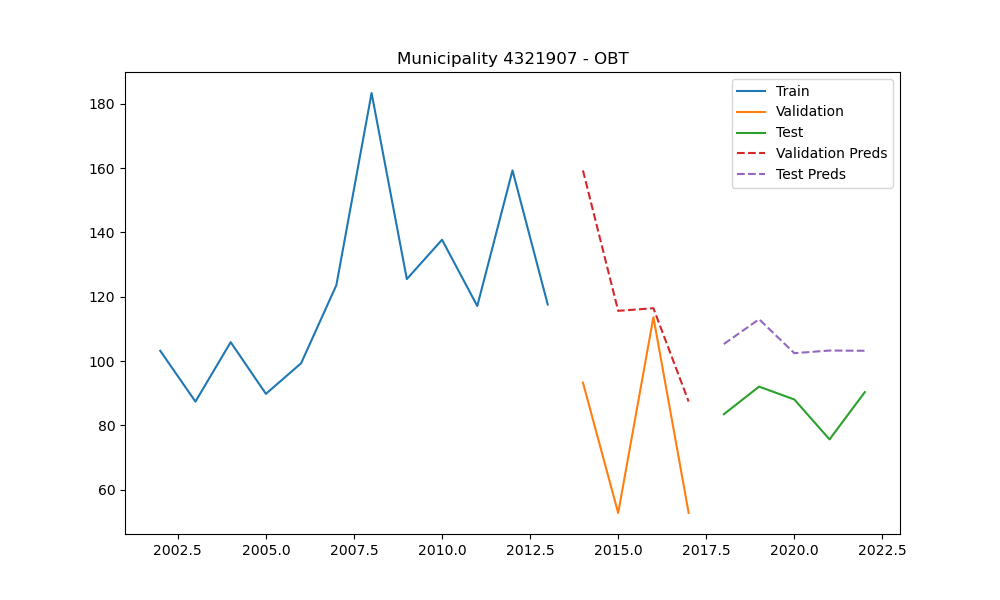 Municipality 4321907 - OBT
Train
Validation
Test
Validation Preds
Test Preds
180
160
140
120
100
80
60
2002.5 2005.0 2007.5 2010.0 2012.5 2015.0 2017.5 2020.0 2022.5